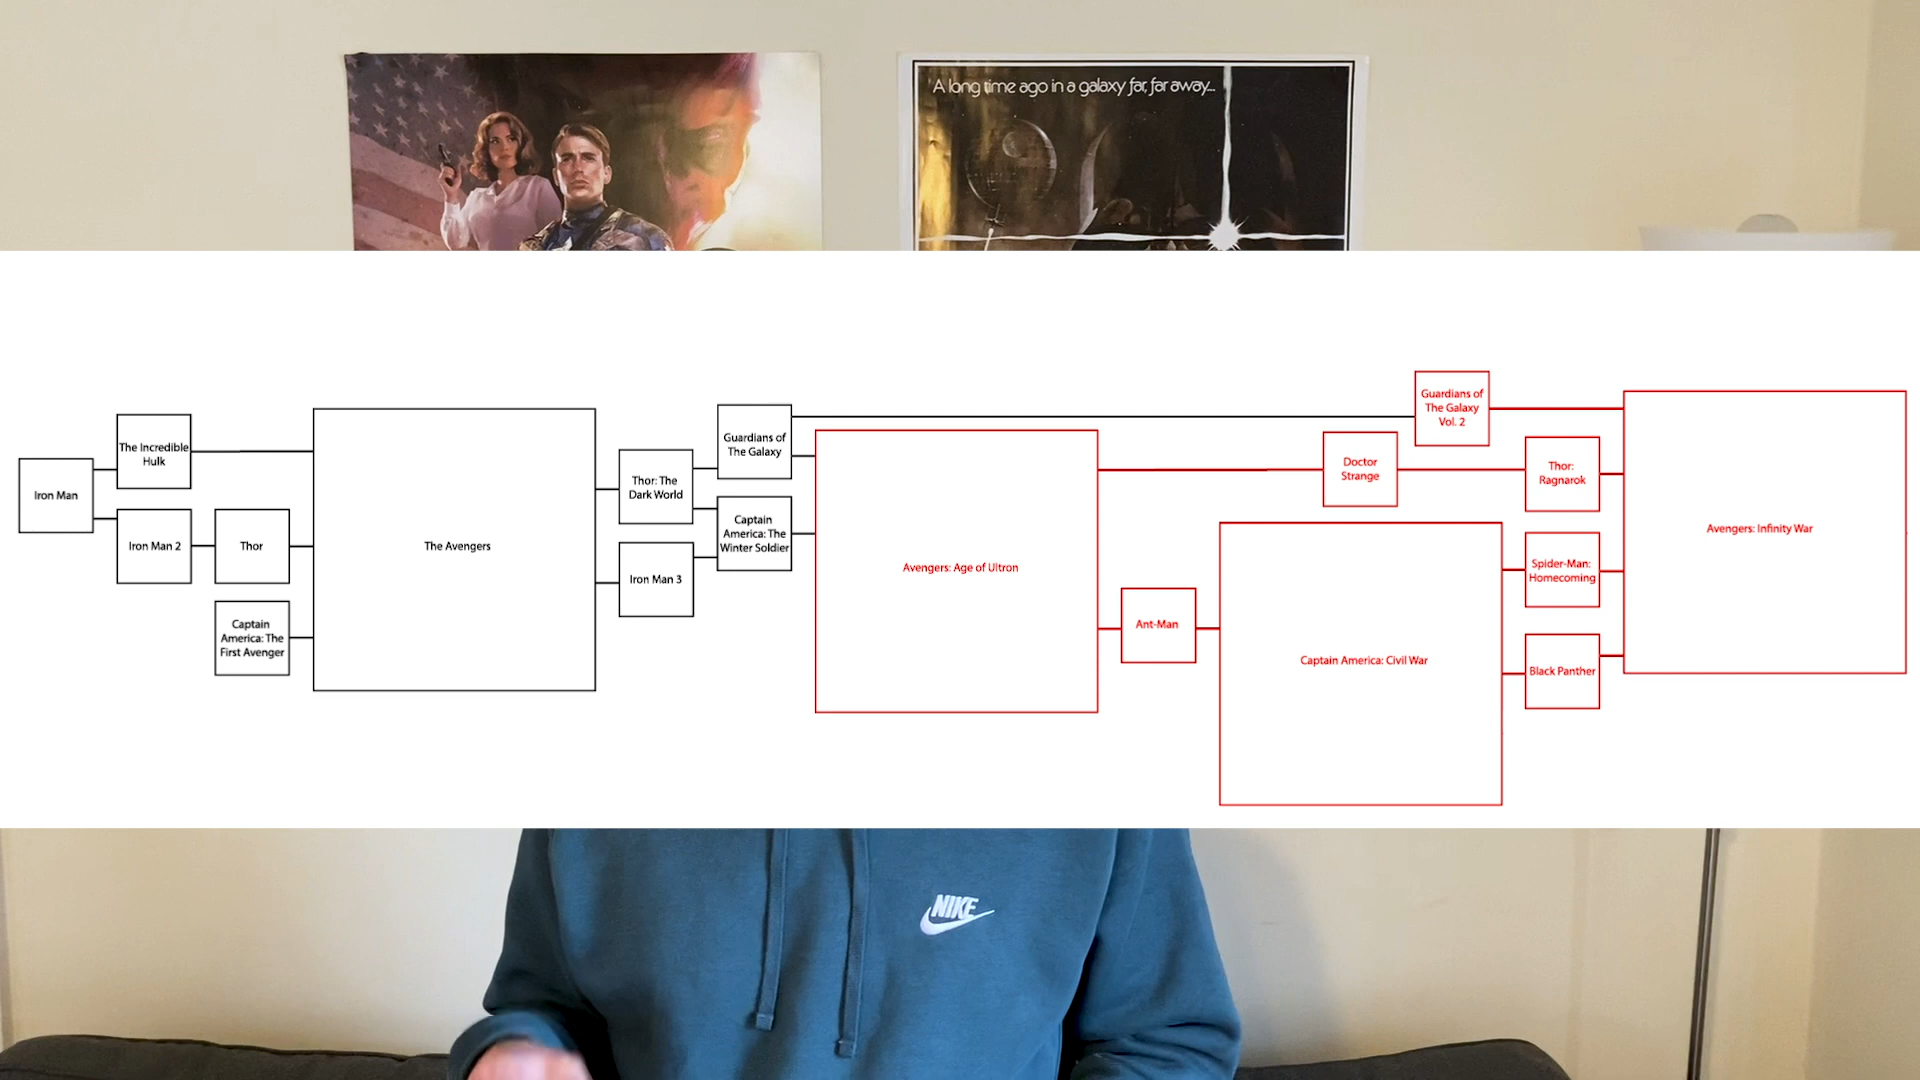 A long time ago in a galaxy far, far away...
Iron Man
The Incredible
Hulk
Iron Man 2
Thor
Captain
America: The
First Avenger
The Avengers
Thor: The
Dark World
Iron Man 3
Guardians of
The Galaxy
Captain
America: The
Winter Soldier
Avengers: Age of Ultron
Ant-Man
Captain America: Civil War
Doctor
Strange
Guardians of
The Galaxy
Vol. 2
Thor:
Ragnarok
Spider-Man:
Homecoming
Black Panther
Avengers: Infinity War
NIKE